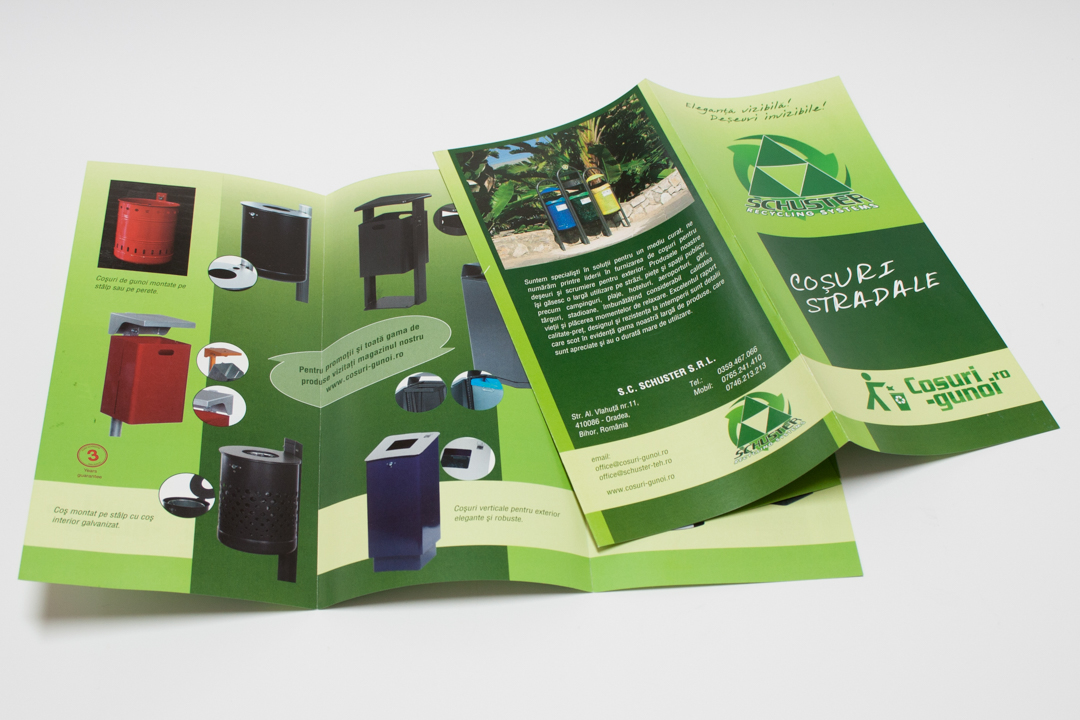 Coșuri de gunoi montate pe
stâlp sau pe perete.
3
Years
guarantee
Coș montat pe stâlp cu coș
interior galvanizat.
Pentru promoții și toată gama de
produse vizitați magazinul nostru
www.cosuri-gunoi.ro
Coșuri verticale pentru exterior
elegante și robuste.
Suntem specialiști în soluții pentru un mediu curat, ne
numărăm printre liderii în furnizarea de coșuri pentru
deșeuri și scrumiere pentru exterior. Produsele noastre
își găsesc o largă utilizare pe străzi, piețe și spații publice
precum campinguri, plaje, hoteluri, aeroporturi, gări,
târguri, stadioane, îmbunătățind considerabil calitatea
vieții și plăcerea momentelor de relaxare. Excelentul raport
calitate-preț, designul și rezistența la intemperii sunt detalii
care scot în evidență gama noastră largă de produse, care
sunt apreciate și au o durată mare de utilizare.
S.C. SCHUSTER S.R.L.
Str. Al. Vlahuță nr.11,
410086 - Oradea,
Bihor, România
Tel.: 0359.467.066
Mobil: 0765.241.410
0746.213.213
email:
office@cosuri-gunoi.ro
office@schuster-teh.ro
www.cosuri-gunoi.ro
SCHUSTER
Eleganța vizibilă!
Deșeuri invizibile!
SCHUSTER
RECYCLING SYSTEMS
COȘURI
STRADALE
Cosuri
-gunoi.ro